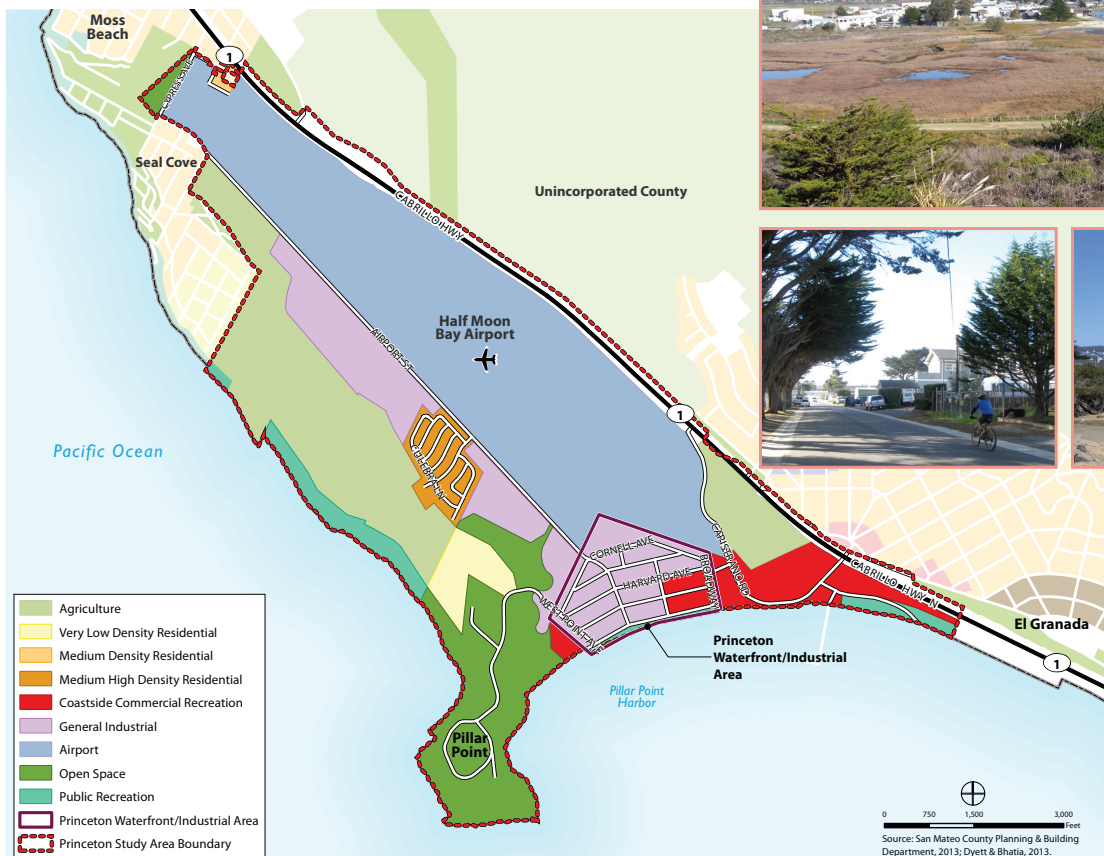 Moss
Beach
1
CYPRESS AVE
Seal Cove
Unincorporated County
CABRILLO HWY
Half Moon
Bay Airport
AIRPORT ST
1
Pacific Ocean
CULEBRA LN
CAPISTRANO RD
CORNELL AVE
HARVARD AVE
BROADWAY
CABRILLO HWY N
WEST POINT AVE
El Granada
Princeton
Waterfront/Industrial
Area
1
Pillar Point
Harbor
Pillar
Point
Agriculture
Very Low Density Residential
Medium Density Residential
Medium High Density Residential
Coastside Commercial Recreation
General Industrial
Airport
Open Space
Public Recreation
Princeton Waterfront/Industrial Area
Princeton Study Area Boundary
0 750 1,500 3,000
Feet
Source: San Mateo County Planning & Building
Department, 2013; Dyett & Bhatia, 2013.